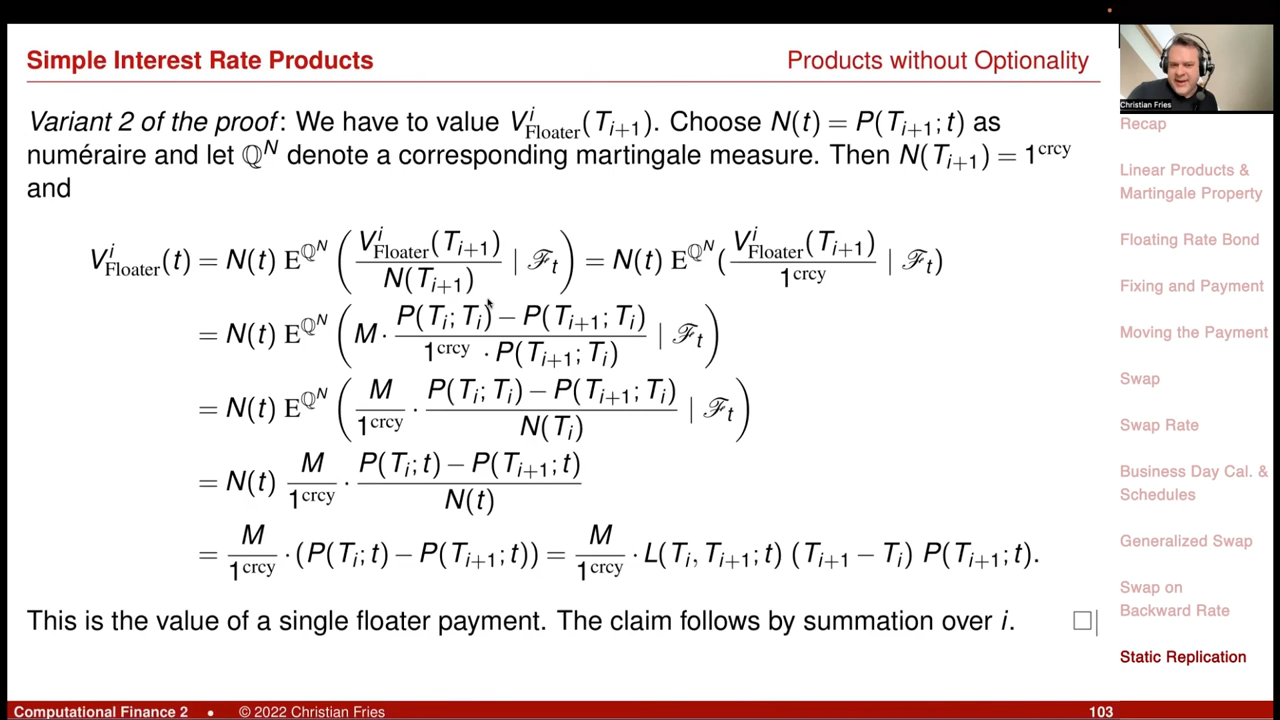 Simple Interest Rate Products
Products without Optionality
Variant 2 of the proof: We have to value V^i_Floater(T_{i+1}). Choose N(t) = P(T_{i+1}; t) as
numéraire and let ℚ^N denote a corresponding martingale measure. Then N(T_{i+1}) = 1^crcy
and
V^i_Floater(t) = N(t) E^{ℚ^N} ( V^i_Floater(T_{i+1}) / N(T_{i+1}) | ℱ_t ) = N(t) E^{ℚ^N} ( V^i_Floater(T_{i+1}) / 1^crcy | ℱ_t )
= N(t) E^{ℚ^N} ( M · (P(T_i; T_i) − P(T_{i+1}; T_i)) / (1^crcy · P(T_{i+1}; T_i)) | ℱ_t )
= N(t) E^{ℚ^N} ( M / 1^crcy · (P(T_i; T_i) − P(T_{i+1}; T_i)) / N(T_i) | ℱ_t )
= N(t) M / 1^crcy · (P(T_i; t) − P(T_{i+1}; t)) / N(t)
= M / 1^crcy · (P(T_i; t) − P(T_{i+1}; t)) = M / 1^crcy · L(T_i, T_{i+1}; t) (T_{i+1} − T_i) P(T_{i+1}; t).
This is the value of a single floater payment. The claim follows by summation over i. □
Christian Fries
Recap
Linear Products &
Martingale Property
Floating Rate Bond
Fixing and Payment
Moving the Payment
Swap
Swap Rate
Business Day Cal. &
Schedules
Generalized Swap
Swap on
Backward Rate
Static Replication
Computational Finance 2 • © 2022 Christian Fries
103